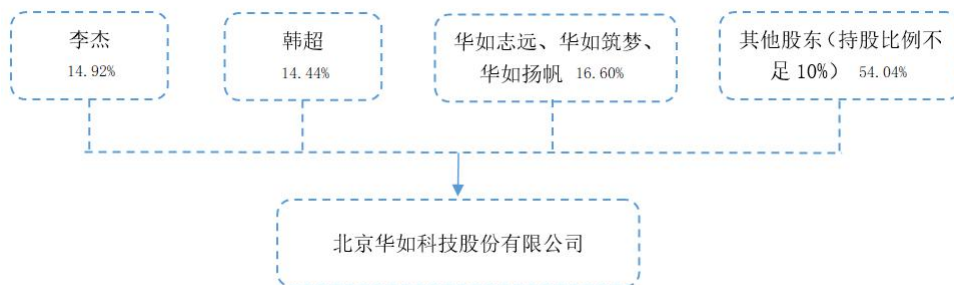 李杰
14.92%
韩超
14.44%
华如志远、华如筑梦、
华如扬帆 16.60%
其他股东（持股比例不
足 10%） 54.04%
北京华如科技股份有限公司